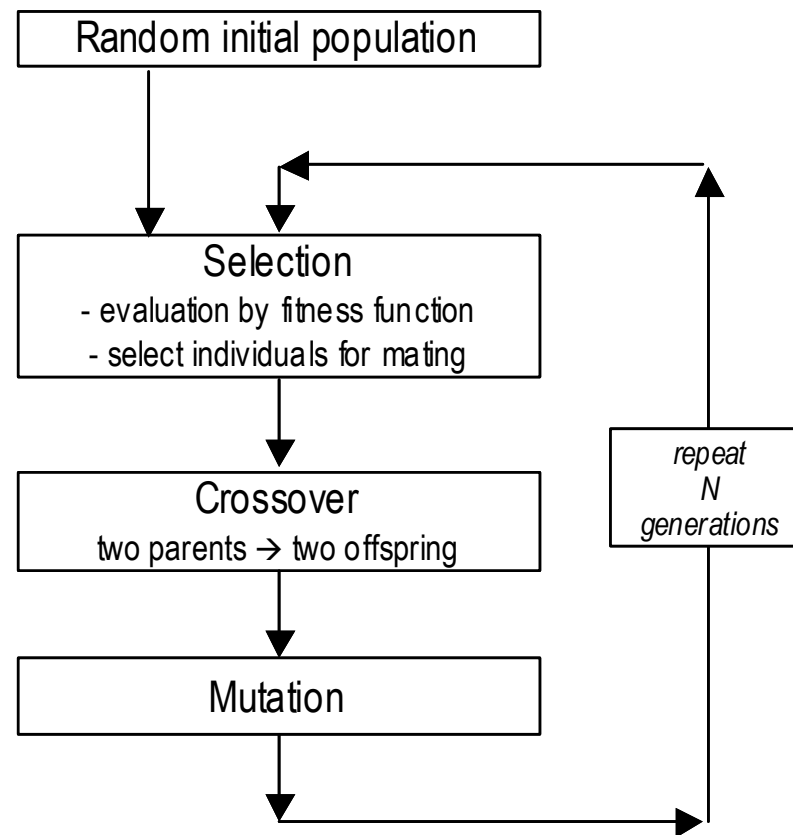 Random initial population
Selection
- evaluation by fitness function
- select individuals for mating
Crossover
two parents → two offspring
Mutation
repeat
N
generations